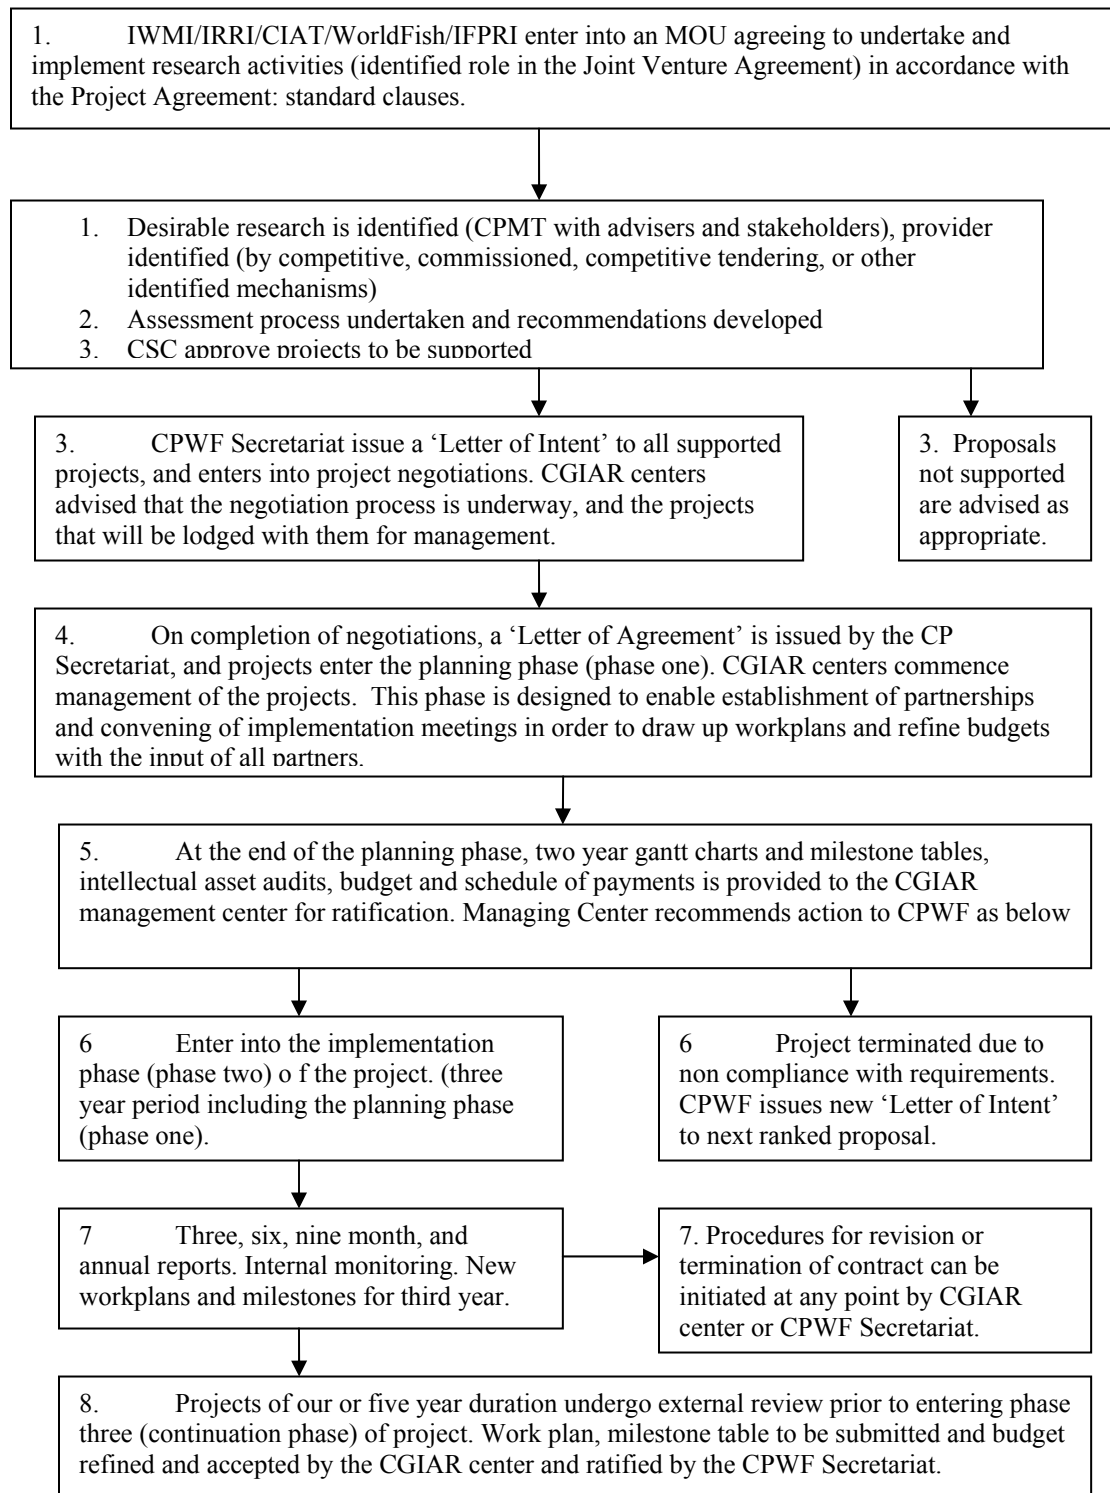 1. IWMI/IRRI/CIAT/WorldFish/IFPRI enter into an MOU agreeing to undertake and
implement research activities (identified role in the Joint Venture Agreement) in accordance with
the Project Agreement: standard clauses.
1. Desirable research is identified (CPMT with advisers and stakeholders), provider
identified (by competitive, commissioned, competitive tendering, or other
identified mechanisms)
2. Assessment process undertaken and recommendations developed
3. CSC approve projects to be supported
3. CPWF Secretariat issue a ‘Letter of Intent’ to all supported
projects, and enters into project negotiations. CGIAR centers
advised that the negotiation process is underway, and the projects
that will be lodged with them for management.
3. Proposals
not supported
are advised as
appropriate.
4. On completion of negotiations, a ‘Letter of Agreement’ is issued by the CP
Secretariat, and projects enter the planning phase (phase one). CGIAR centers commence
management of the projects. This phase is designed to enable establishment of partnerships
and convening of implementation meetings in order to draw up workplans and refine budgets
with the input of all partners.
5. At the end of the planning phase, two year gantt charts and milestone tables,
intellectual asset audits, budget and schedule of payments is provided to the CGIAR
management center for ratification. Managing Center recommends action to CPWF as below
6 Enter into the implementation
phase (phase two) o f the project. (three
year period including the planning phase
(phase one).
6 Project terminated due to
non compliance with requirements.
CPWF issues new ‘Letter of Intent’
to next ranked proposal.
7 Three, six, nine month, and
annual reports. Internal monitoring. New
workplans and milestones for third year.
7. Procedures for revision or
termination of contract can be
initiated at any point by CGIAR
center or CPWF Secretariat.
8. Projects of our or five year duration undergo external review prior to entering phase
three (continuation phase) of project. Work plan, milestone table to be submitted and budget
refined and accepted by the CGIAR center and ratified by the CPWF Secretariat.